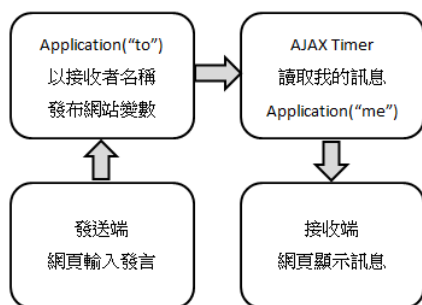 Application(“to”)
以接收者名稱
發布網站變數
AJAX Timer
讀取我的訊息
Application(“me”)
發送端
網頁輸入發言
接收端
網頁顯示訊息